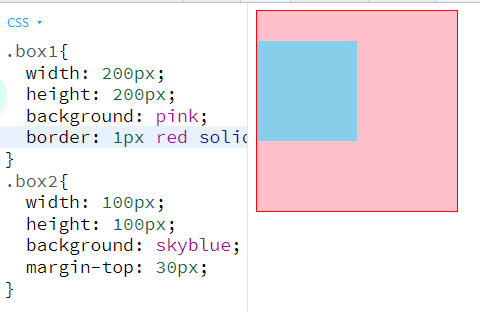 CSS
.box1{
width: 200px;
height: 200px;
background: pink;
border: 1px red
}
.box2{
width: 100px;
height: 100px;
background: skyblue;
margin-top: 30px;
}